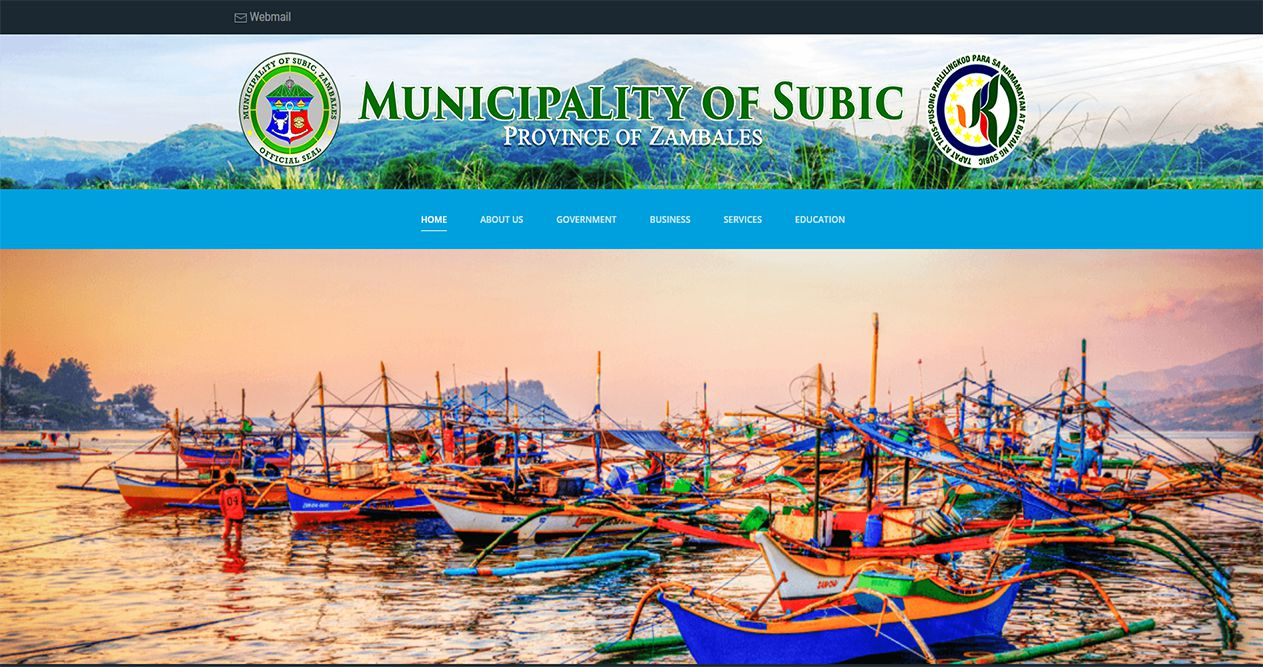 Webmail
MUNICIPALITY OF SUBIC, ZAMBALES
OFFICIAL SEAL
MUNICIPALITY OF SUBIC
PROVINCE OF ZAMBALES
TAPAT AT TAOS-PUSONG PAGLILINGKOD PARA SA MAMAMAYAN AT BAYAN NG SUBIC
HOME
ABOUT US
GOVERNMENT
BUSINESS
SERVICES
EDUCATION
04